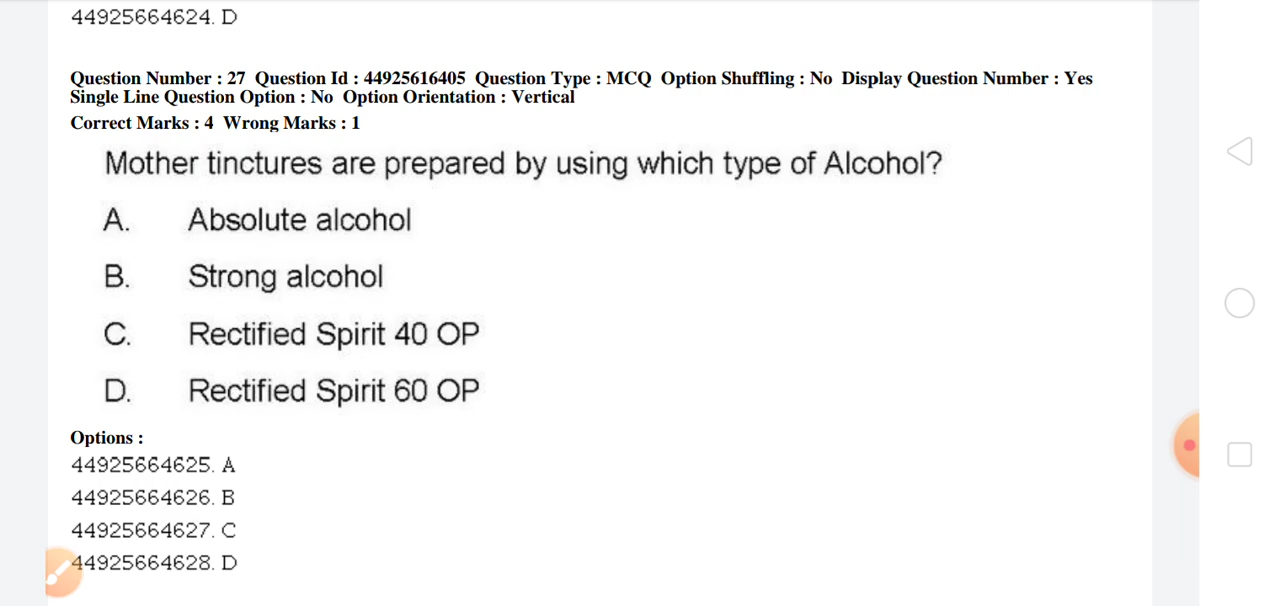 44925664624. D
Question Number : 27 Question Id : 44925616405 Question Type : MCQ Option Shuffling : No Display Question Number : Yes
Single Line Question Option : No Option Orientation : Vertical
Correct Marks : 4 Wrong Marks : 1
Mother tinctures are prepared by using which type of Alcohol?
A. Absolute alcohol
B. Strong alcohol
C. Rectified Spirit 40 OP
D. Rectified Spirit 60 OP
Options :
44925664625. A
44925664626. B
44925664627. C
44925664628. D